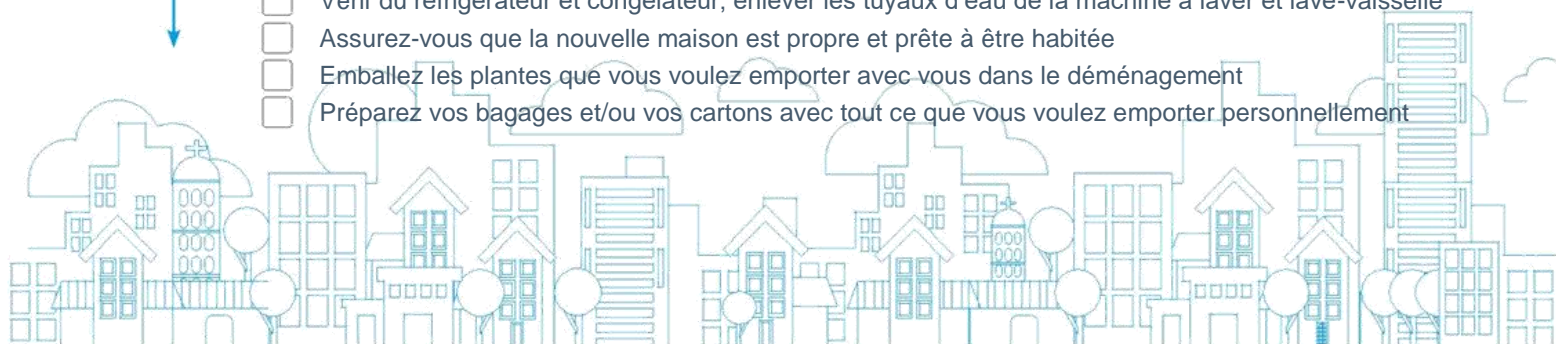 Venir du réfrigérateur et congélateur, enlever les tuyaux d'eau de la machine à laver et lave-vaisselle
Assurez-vous que la nouvelle maison est propre et prête à être habitée
Emballez les plantes que vous voulez emporter avec vous dans le déménagement
Préparez vos bagages et/ou vos cartons avec tout ce que vous voulez emporter personnellement